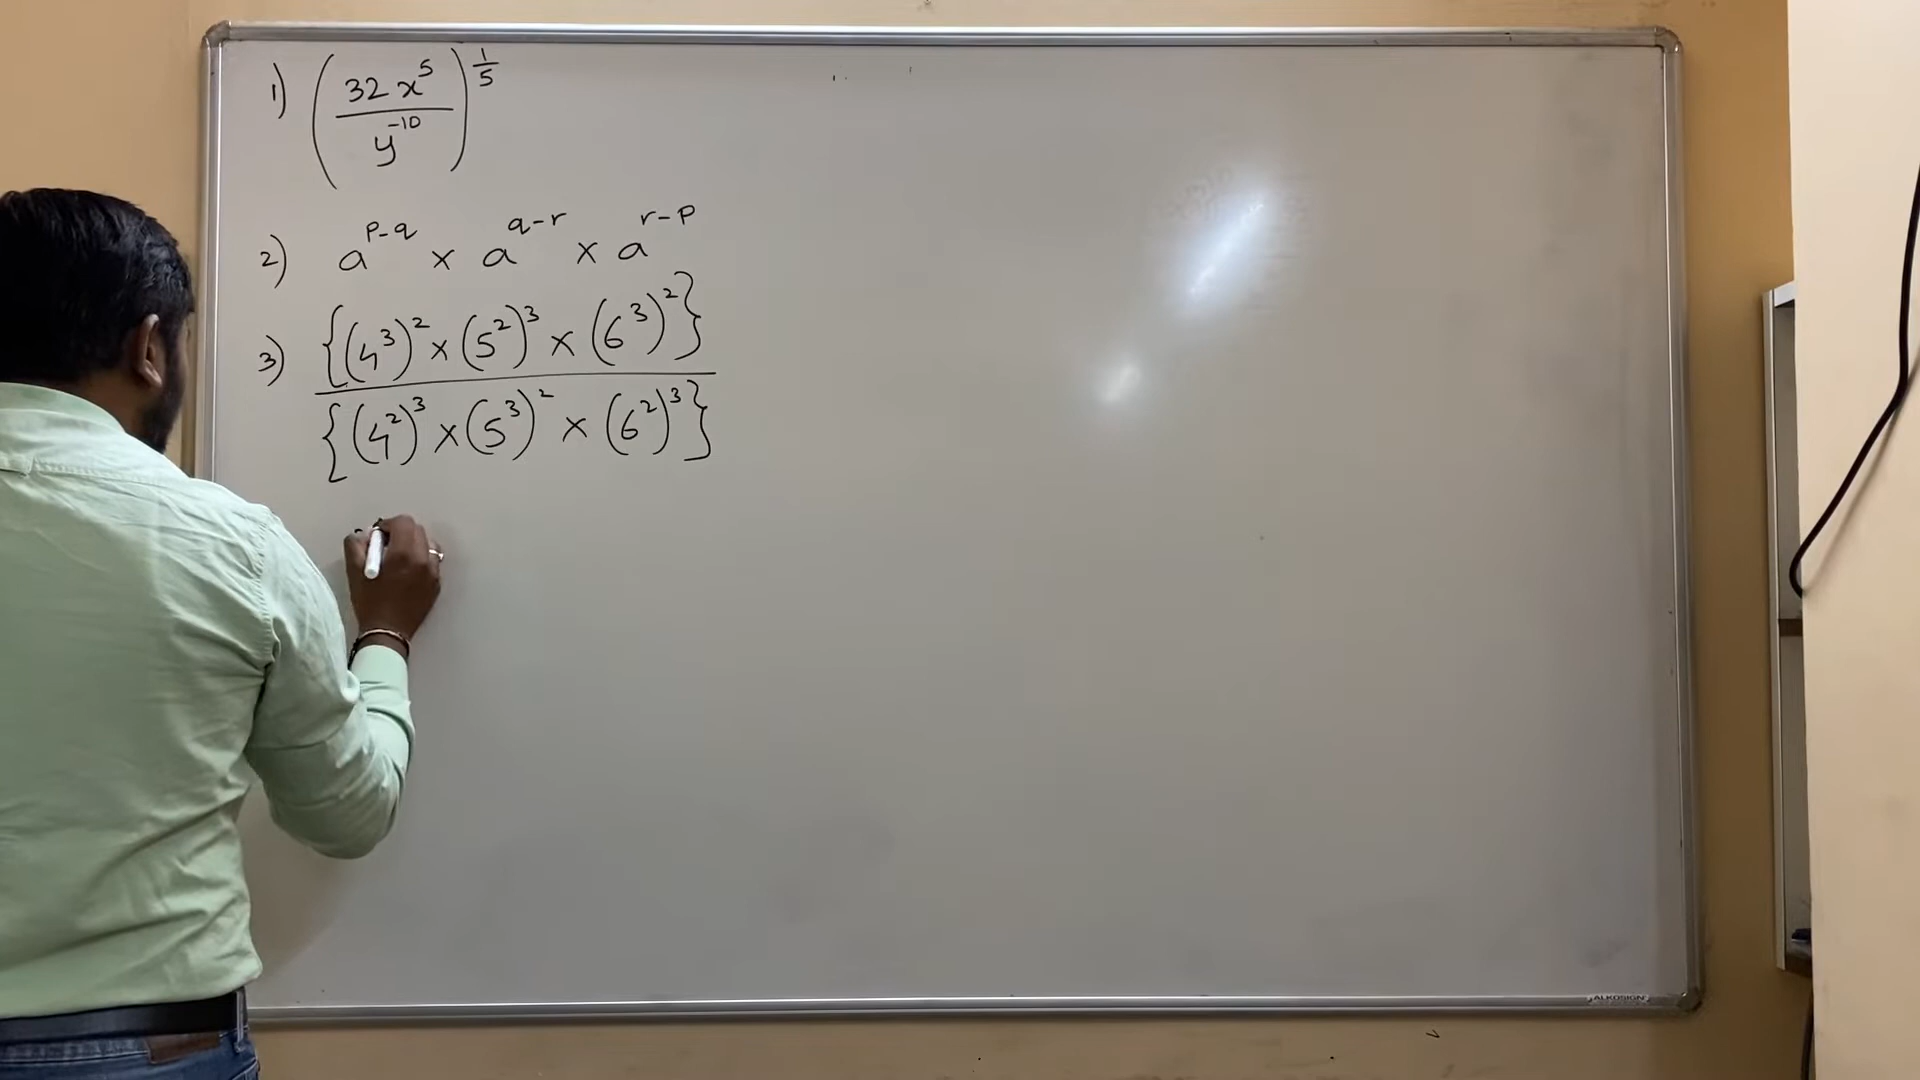 1) (32x⁵/y⁻¹⁰)^(1/5)
2) a^(p-q) × a^(q-r) × a^(r-p)
3) {(4³)² × (5²)³ × (6³)²}
{(4²)³ × (5³)² × (6²)³}
ALKOSIGN